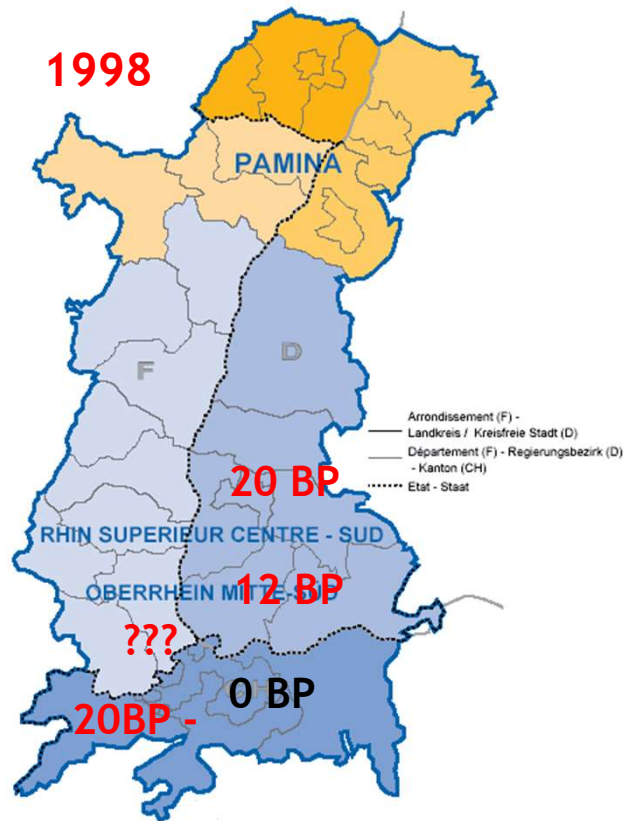 1998
PAMINA
F
D
Arrondissement (F) -
Landkreis / Kreisfreie Stadt (D)
Département (F) - Regierungsbezirk (D)
- Kanton (CH)
Etat - Staat
20 BP
RHIN SUPERIEUR CENTRE - SUD
OBERRHEIN MITTE-SÜD
12 BP
???
CH
0 BP
20BP -